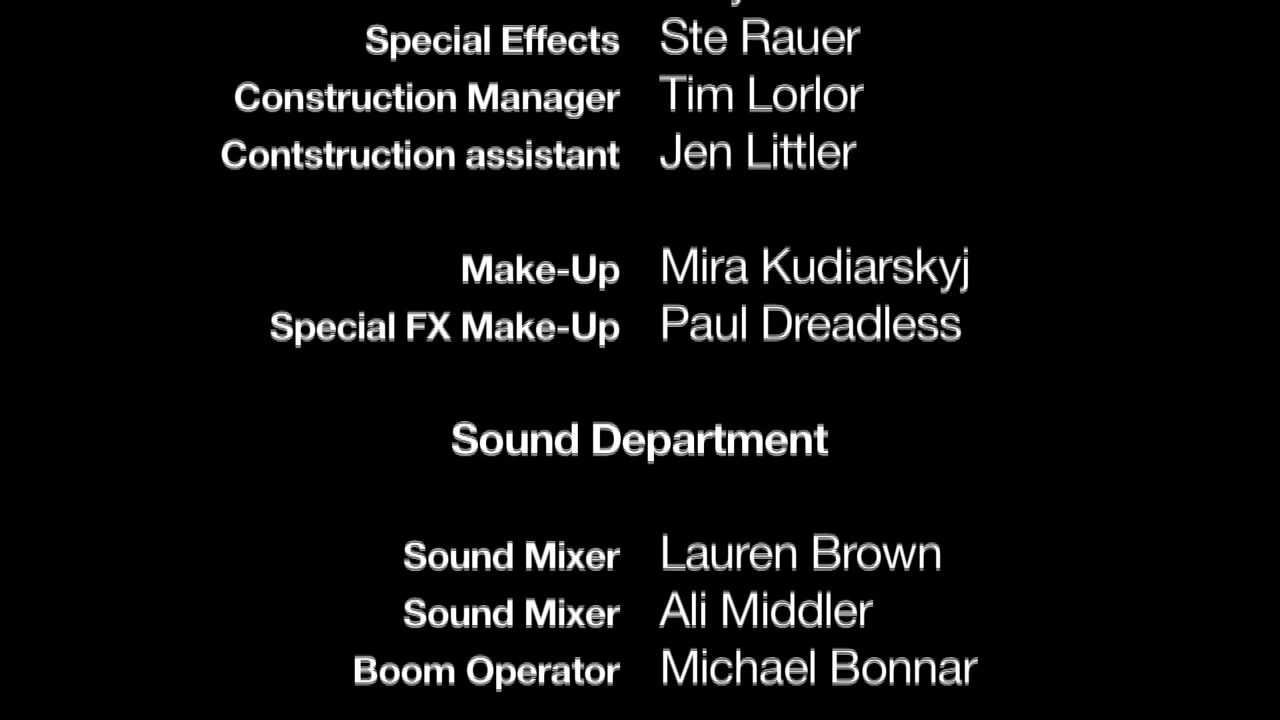 Special Effects Ste Rauer
Construction Manager Tim Lorlor
Contstruction assistant Jen Littler
Make-Up Mira Kudiarskyj
Special FX Make-Up Paul Dreadless
Sound Department
Sound Mixer Lauren Brown
Sound Mixer Ali Middler
Boom Operator Michael Bonnar